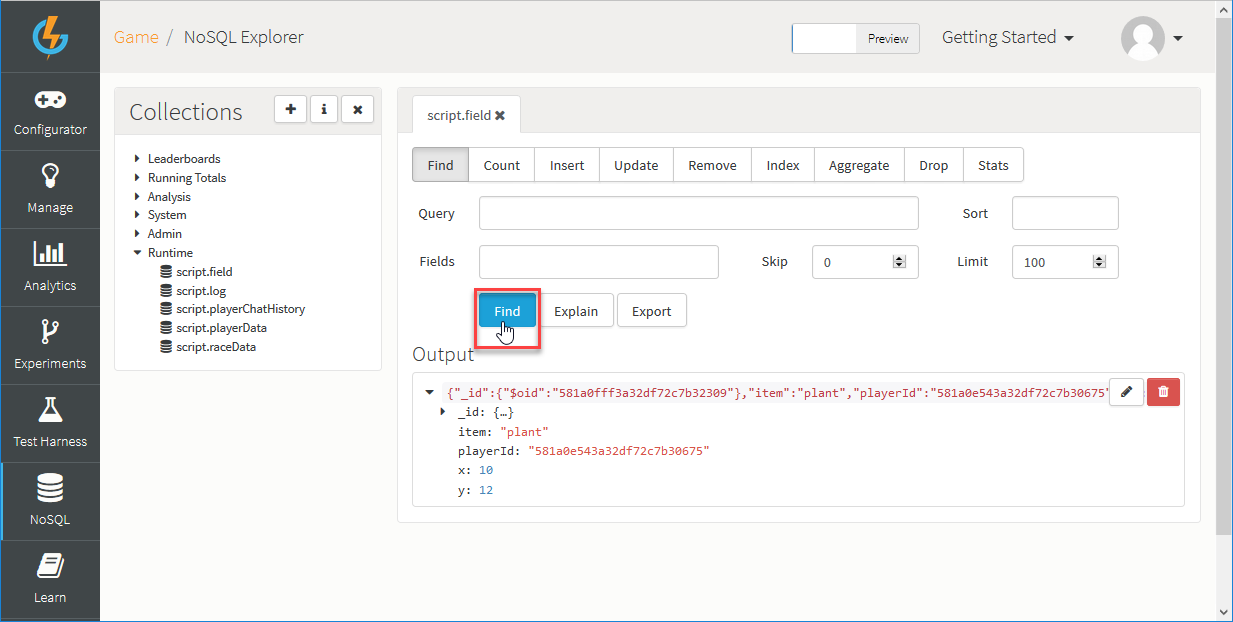 Game / NoSQL Explorer
Preview
Getting Started
Configurator
Manage
Analytics
Experiments
Test Harness
NoSQL
Learn
Collections
Leaderboards
Running Totals
Analysis
System
Admin
Runtime
script.field
script.log
script.playerChatHistory
script.playerData
script.raceData
script.field
Find Count Insert Update Remove Index Aggregate Drop Stats
Query Sort
Fields Skip 0 Limit 100
Find Explain Export
Output
{"_id":{"$oid":"581a0fff3a32df72c7b32309"},"item":"plant","playerId":"581a0e543a32df72c7b30675"
_id: {…}
item: "plant"
playerId: "581a0e543a32df72c7b30675"
x: 10
y: 12